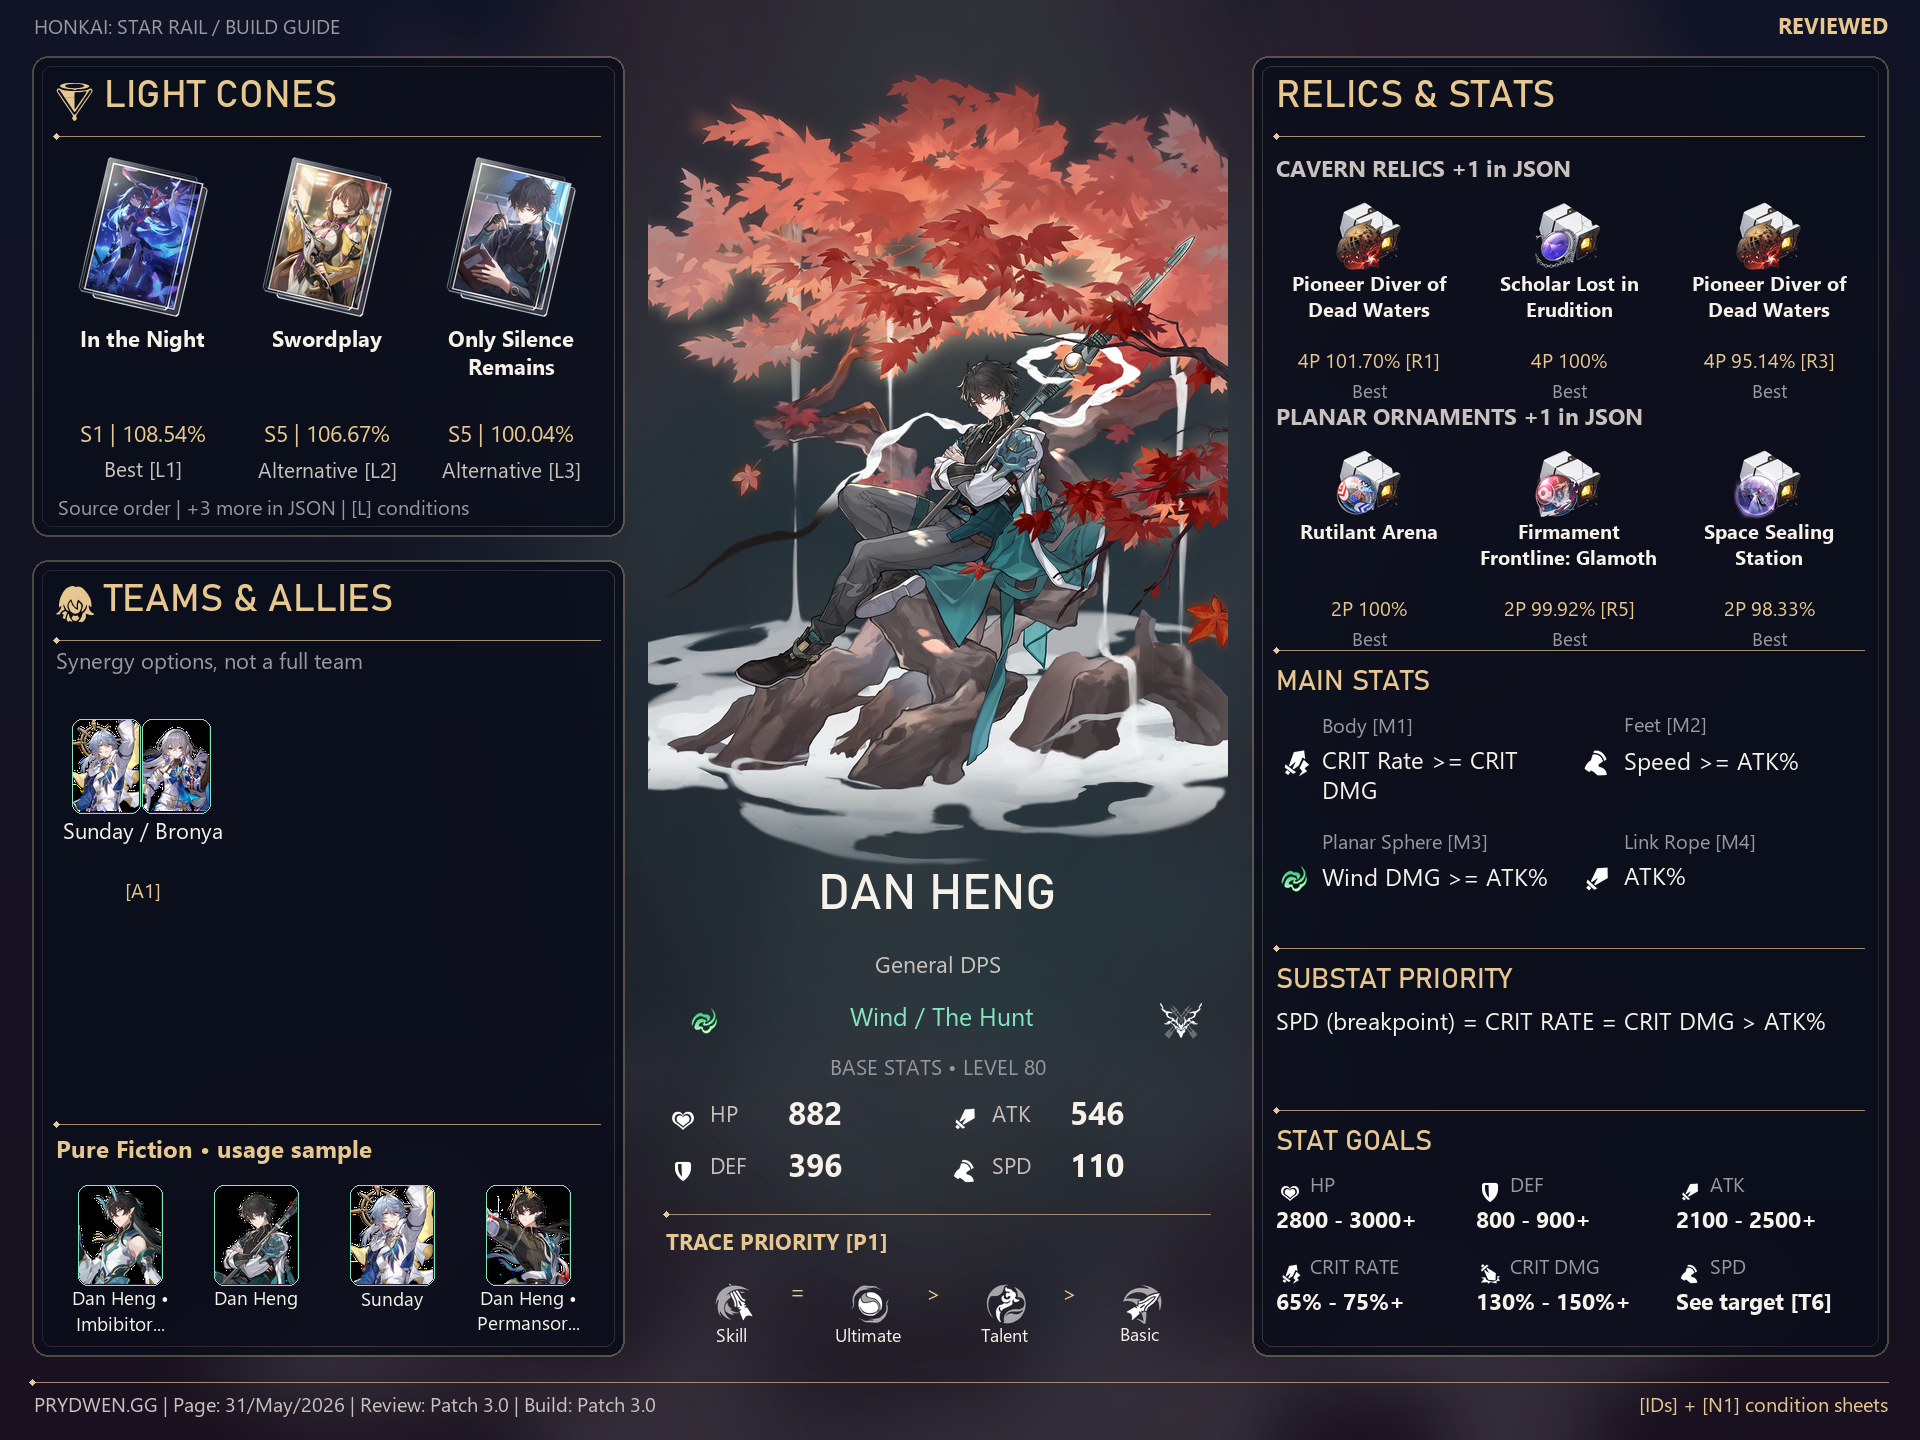 HONKAI: STAR RAIL / BUILD GUIDE
REVIEWED
LIGHT CONES
In the Night
Swordplay
Only Silence
Remains
S1 | 108.54%
S5 | 106.67%
S5 | 100.04%
Best [L1]
Alternative [L2]
Alternative [L3]
Source order | +3 more in JSON | [L] conditions
TEAMS & ALLIES
Synergy options, not a full team
Sunday / Bronya
[A1]
Pure Fiction • usage sample
Dan Heng •
Imbibitor...
Dan Heng
Sunday
Dan Heng •
Permansor...
DAN HENG
General DPS
Wind / The Hunt
BASE STATS • LEVEL 80
HP 882
ATK 546
DEF 396
SPD 110
TRACE PRIORITY [P1]
= > >
Skill
Ultimate
Talent
Basic
RELICS & STATS
CAVERN RELICS +1 in JSON
Pioneer Diver of
Dead Waters
Scholar Lost in
Erudition
Pioneer Diver of
Dead Waters
4P 101.70% [R1]
4P 100%
4P 95.14% [R3]
Best
Best
Best
PLANAR ORNAMENTS +1 in JSON
Rutilant Arena
Firmament
Frontline: Glamoth
Space Sealing
Station
2P 100%
2P 99.92% [R5]
2P 98.33%
Best
Best
Best
MAIN STATS
Body [M1]
CRIT Rate >= CRIT
DMG
Feet [M2]
Speed >= ATK%
Planar Sphere [M3]
Wind DMG >= ATK%
Link Rope [M4]
ATK%
SUBSTAT PRIORITY
SPD (breakpoint) = CRIT RATE = CRIT DMG > ATK%
STAT GOALS
HP
2800 - 3000+
DEF
800 - 900+
ATK
2100 - 2500+
CRIT RATE
65% - 75%+
CRIT DMG
130% - 150%+
SPD
See target [T6]
PRYDWEN.GG | Page: 31/May/2026 | Review: Patch 3.0 | Build: Patch 3.0
[IDs] + [N1] condition sheets